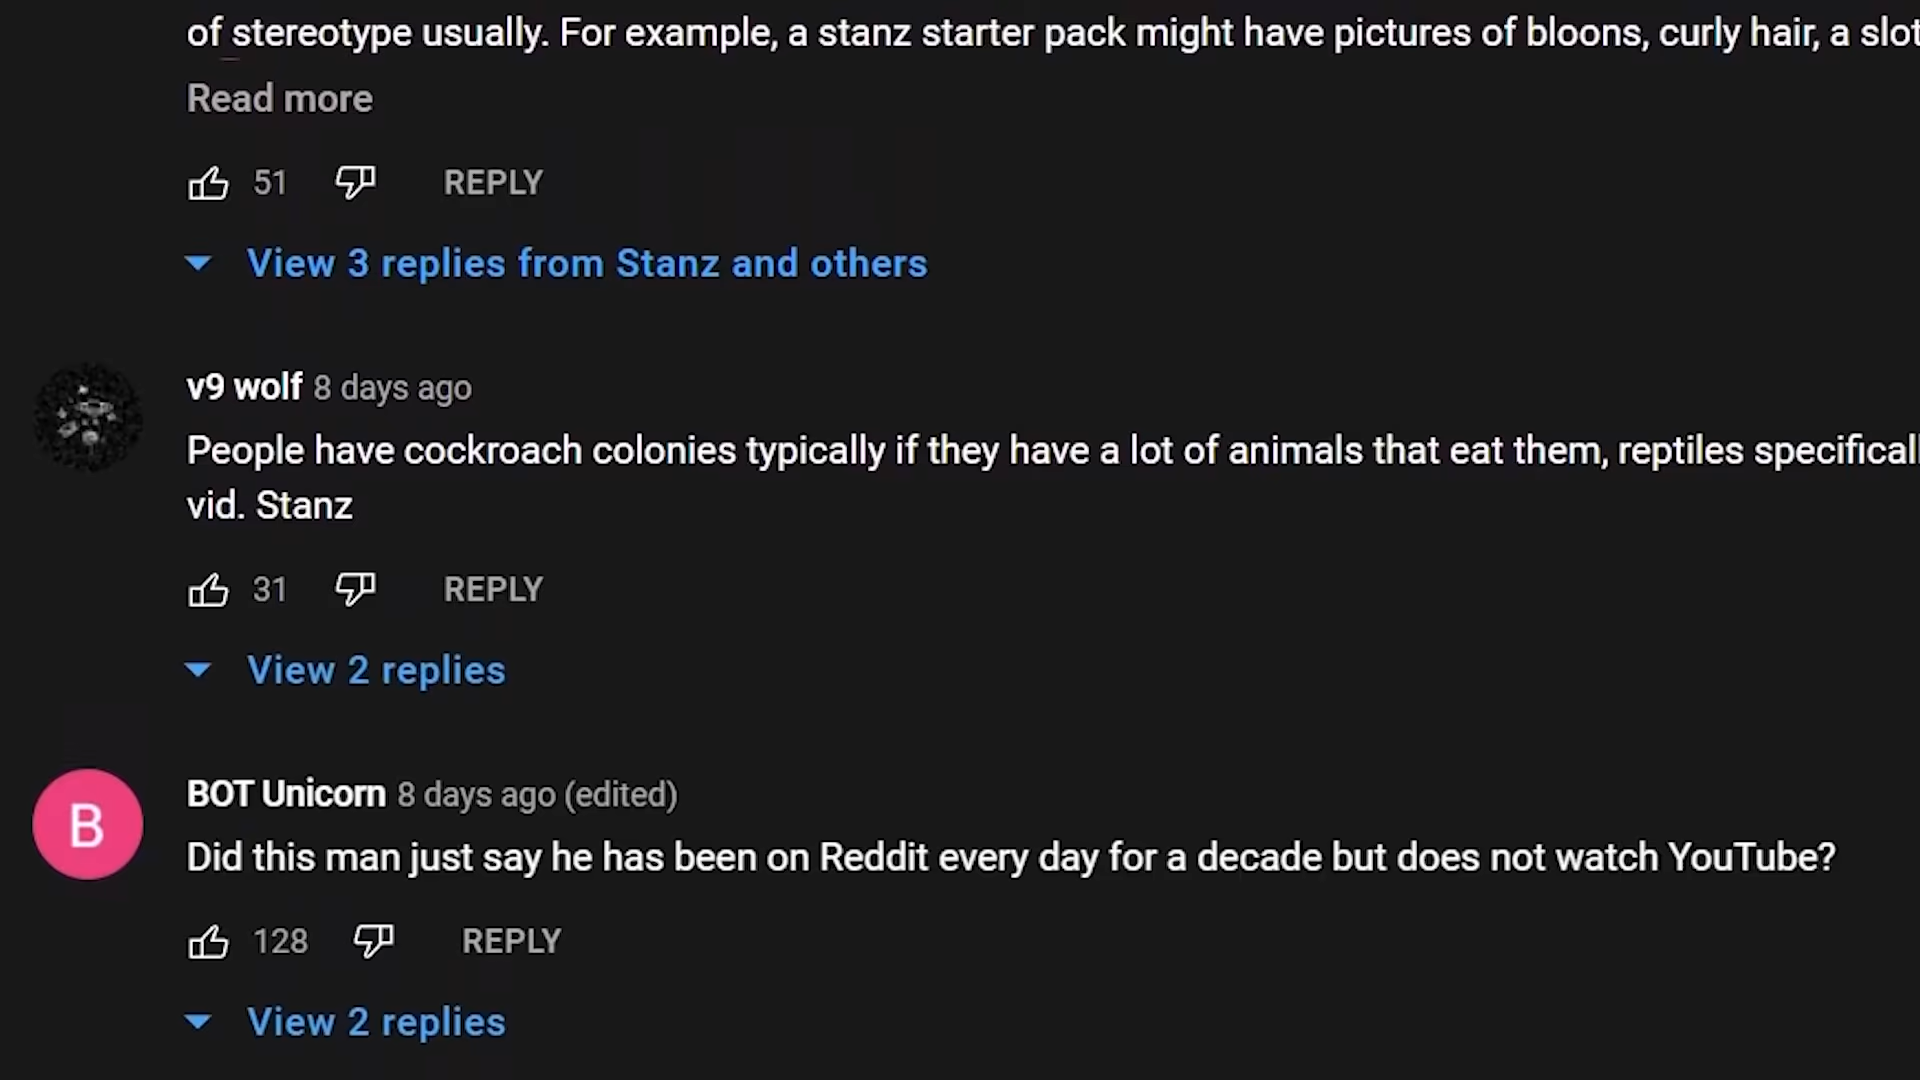 of stereotype usually. For example, a stanz starter pack might have pictures of bloons, curly hair, a
Read more
51 REPLY
View 3 replies from Stanz and others
v9 wolf 8 days ago
People have cockroach colonies typically if they have a lot of animals that eat them, reptiles
vid. Stanz
31 REPLY
View 2 replies
B
BOT Unicorn 8 days ago (edited)
Did this man just say he has been on Reddit every day for a decade but does not watch YouTube?
128 REPLY
View 2 replies